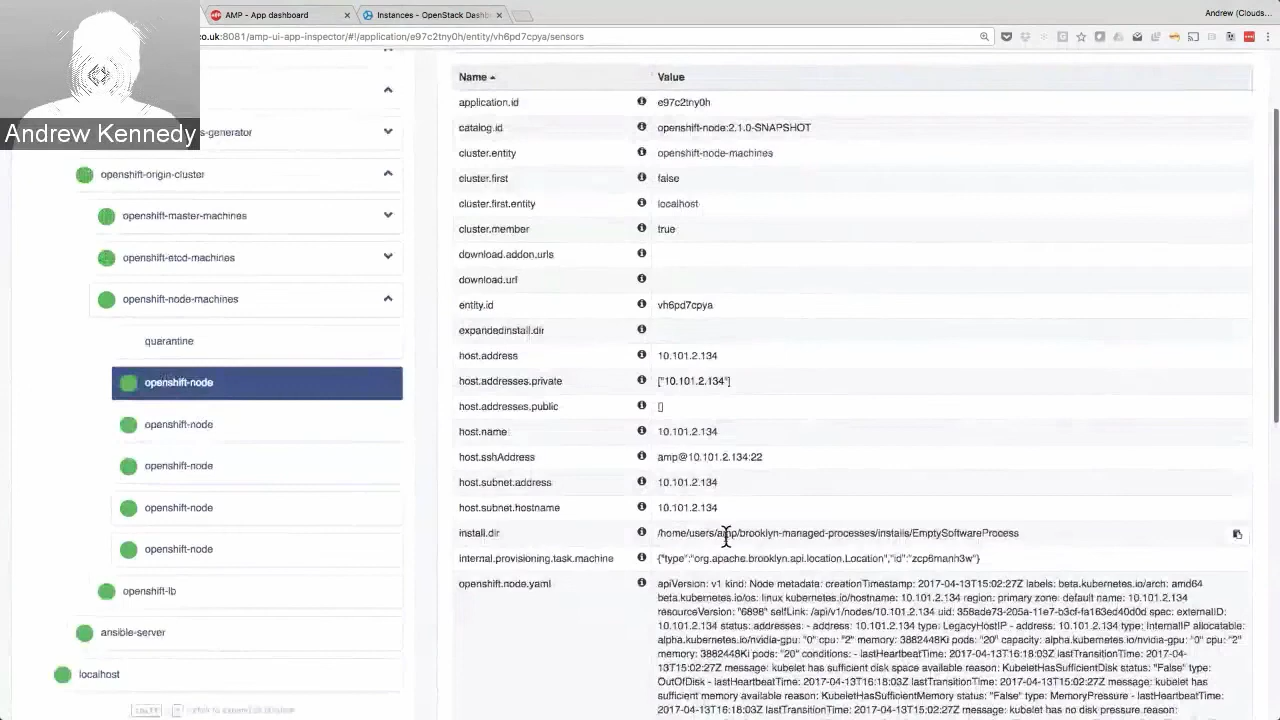 AMP - App dashboard
Instances - OpenStack Dashb
Andrew (Clouds...
co.uk:8081/amp-ui-app-inspector/#!/application/e97c2tny0h/entity/vh6pd7cpya/sensors
Andrew Kennedy
s-generator
openshift-origin-cluster
openshift-master-machines
openshift-etcd-machines
openshift-node-machines
quarantine
openshift-node
openshift-node
openshift-node
openshift-node
openshift-node
openshift-lb
ansible-server
localhost
Name Value
application.id e97c2tny0h
catalog.id openshift-node:2.1.0-SNAPSHOT
cluster.entity openshift-node-machines
cluster.first false
cluster.first.entity localhost
cluster.member true
download.addon.urls
download.url
entity.id vh6pd7cpya
expandedinstall.dir
host.address 10.101.2.134
host.addresses.private ["10.101.2.134"]
host.addresses.public []
host.name 10.101.2.134
host.sshAddress amp@10.101.2.134:22
host.subnet.address 10.101.2.134
host.subnet.hostname 10.101.2.134
install.dir /home/users/amp/brooklyn-managed-processes/installs/EmptySoftwareProcess
internal.provisioning.task.machine {"type":"org.apache.brooklyn.api.location.Location","id":"zcp6manh3w"}
openshift.node.yaml apiVersion: v1 kind: Node metadata: creationTimestamp: 2017-04-13T15:02:27Z labels: beta.kubernetes.io/arch: amd64
beta.kubernetes.io/os: linux kubernetes.io/hostname: 10.101.2.134 region: primary zone: default name: 10.101.2.134
resourceVersion: "6898" selfLink: /api/v1/nodes/10.101.2.134 uid: 358ade73-205a-11e7-b3cf-fa163ed40d0d spec: externalID:
10.101.2.134 status: addresses: - address: 10.101.2.134 type: LegacyHostIP - address: 10.101.2.134 type: InternalIP allocatable:
alpha.kubernetes.io/nvidia-gpu: "0" cpu: "2" memory: 3882448Ki pods: "20" capacity: alpha.kubernetes.io/nvidia-gpu: "0" cpu: "2"
memory: 3882448Ki pods: "20" conditions: - lastHeartbeatTime: 2017-04-13T16:18:03Z lastTransitionTime: 2017-04-
13T15:02:27Z message: kubelet has sufficient disk space available reason: KubeletHasSufficientDisk status: "False" type:
OutOfDisk - lastHeartbeatTime: 2017-04-13T16:18:03Z lastTransitionTime: 2017-04-13T15:02:27Z message: kubelet has
sufficient memory available reason: KubeletHasSufficientMemory status: "False" type: MemoryPressure - lastHeartbeatTime:
2017-04-13T16:18:03Z lastTransitionTime: 2017-04-13T15:02:27Z message: kubelet has no disk pressure reason: